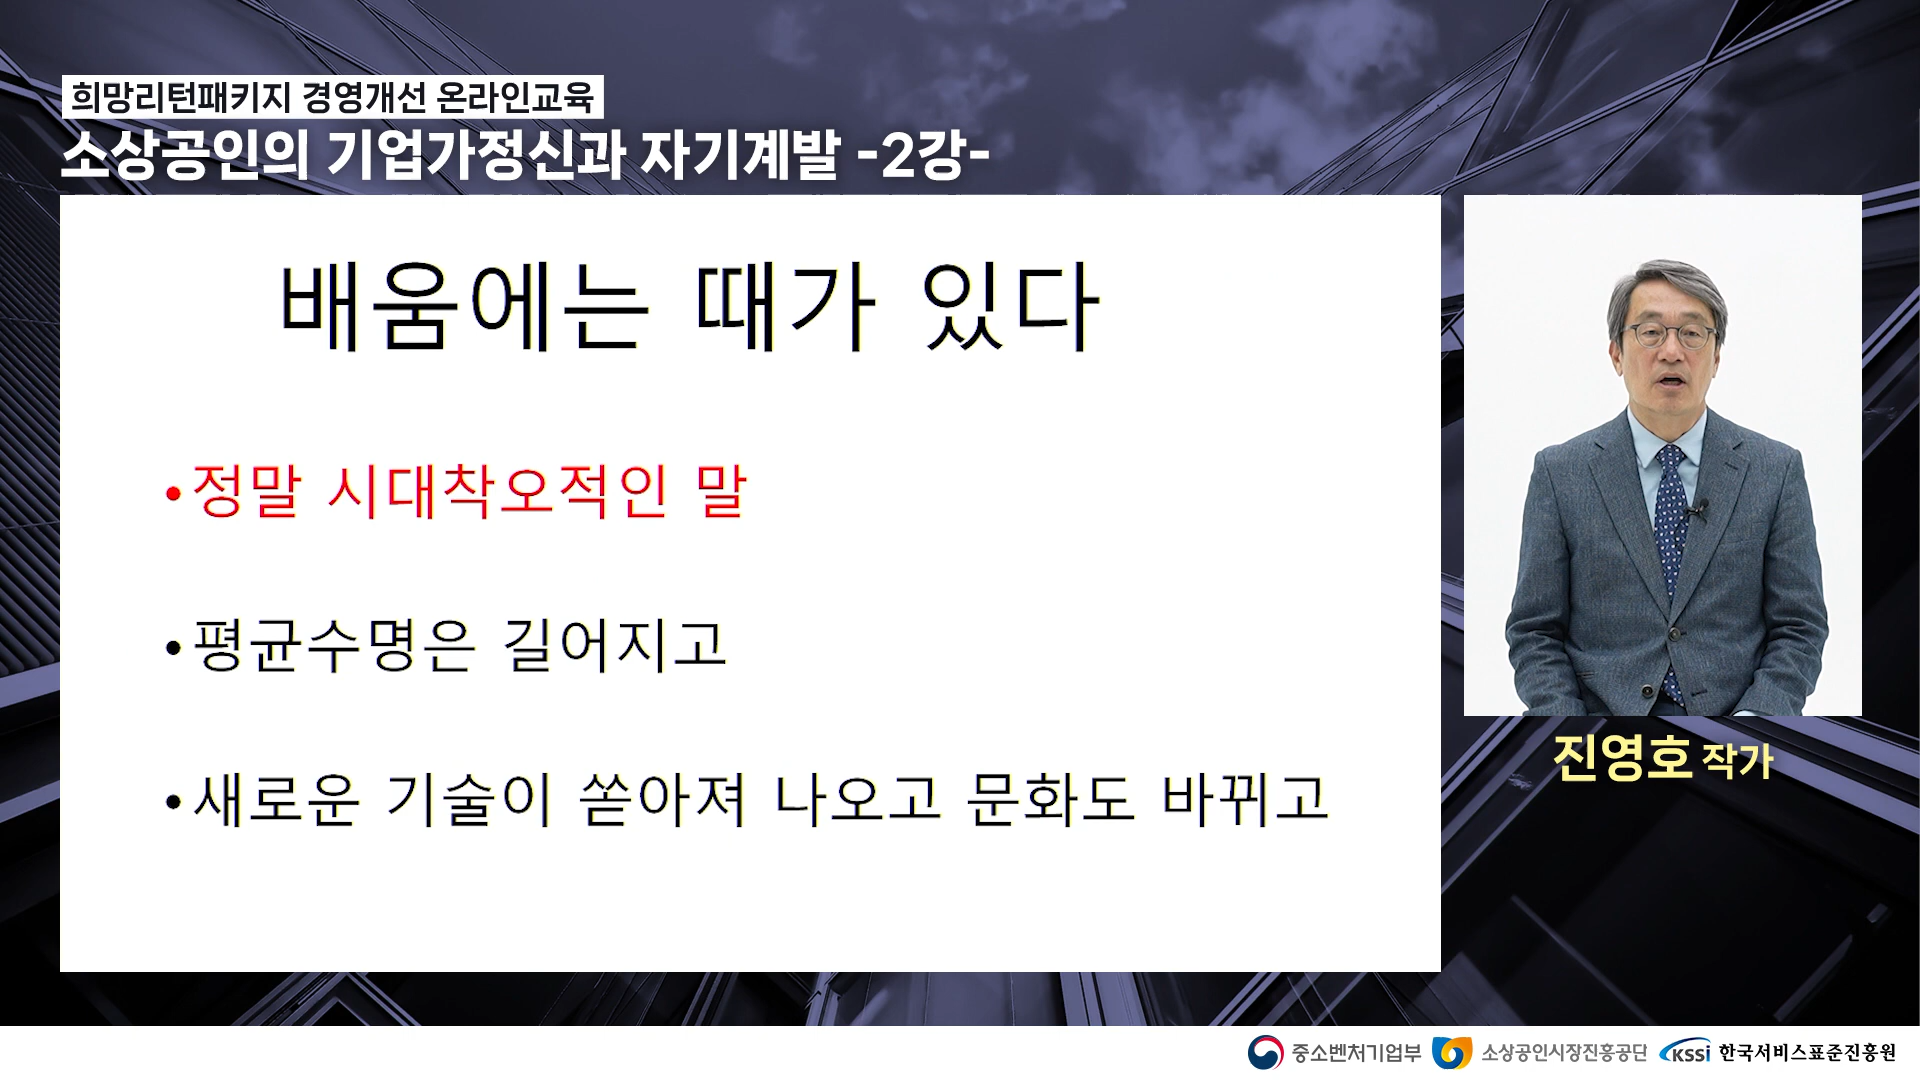 희망리턴패키지 경영개선 온라인교육
소상공인의 기업가정신과 자기계발 -2강-
배움에는 때가 있다
•정말 시대착오적인 말
•평균수명은 길어지고
•새로운 기술이 쏟아져 나오고 문화도 바뀌고
진영호 작가
중소벤처기업부 소상공인시장진흥공단 KSSi 한국서비스표준진흥원